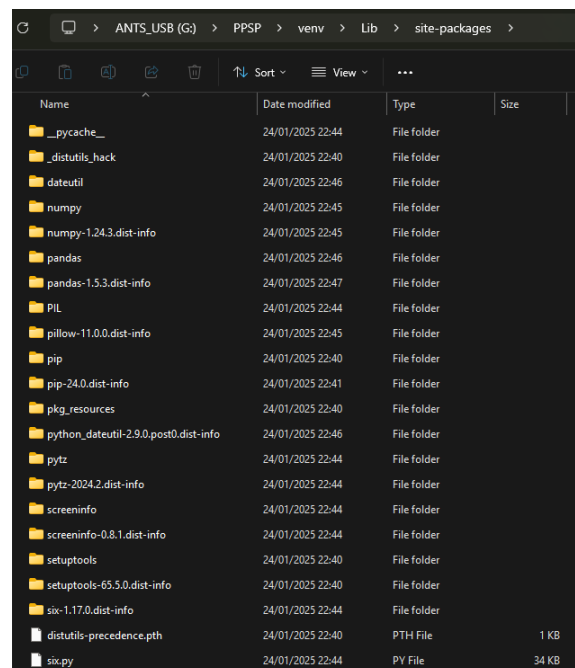 ANTS_USB (G:) > PPSP > venv > Lib > site-packages >
Sort View
Name Date modified Type Size
__pycache__ 24/01/2025 22:44 File folder
_distutils_hack 24/01/2025 22:40 File folder
dateutil 24/01/2025 22:46 File folder
numpy 24/01/2025 22:45 File folder
numpy-1.24.3.dist-info 24/01/2025 22:45 File folder
pandas 24/01/2025 22:46 File folder
pandas-1.5.3.dist-info 24/01/2025 22:47 File folder
PIL 24/01/2025 22:44 File folder
pillow-11.0.0.dist-info 24/01/2025 22:45 File folder
pip 24/01/2025 22:40 File folder
pip-24.0.dist-info 24/01/2025 22:41 File folder
pkg_resources 24/01/2025 22:40 File folder
python_dateutil-2.9.0.post0.dist-info 24/01/2025 22:46 File folder
pytz 24/01/2025 22:44 File folder
pytz-2024.2.dist-info 24/01/2025 22:44 File folder
screeninfo 24/01/2025 22:44 File folder
screeninfo-0.8.1.dist-info 24/01/2025 22:44 File folder
setuptools 24/01/2025 22:40 File folder
setuptools-65.5.0.dist-info 24/01/2025 22:40 File folder
six-1.17.0.dist-info 24/01/2025 22:44 File folder
distutils-precedence.pth 24/01/2025 22:40 PTH File 1 KB
six.py 24/01/2025 22:44 PY File 34 KB